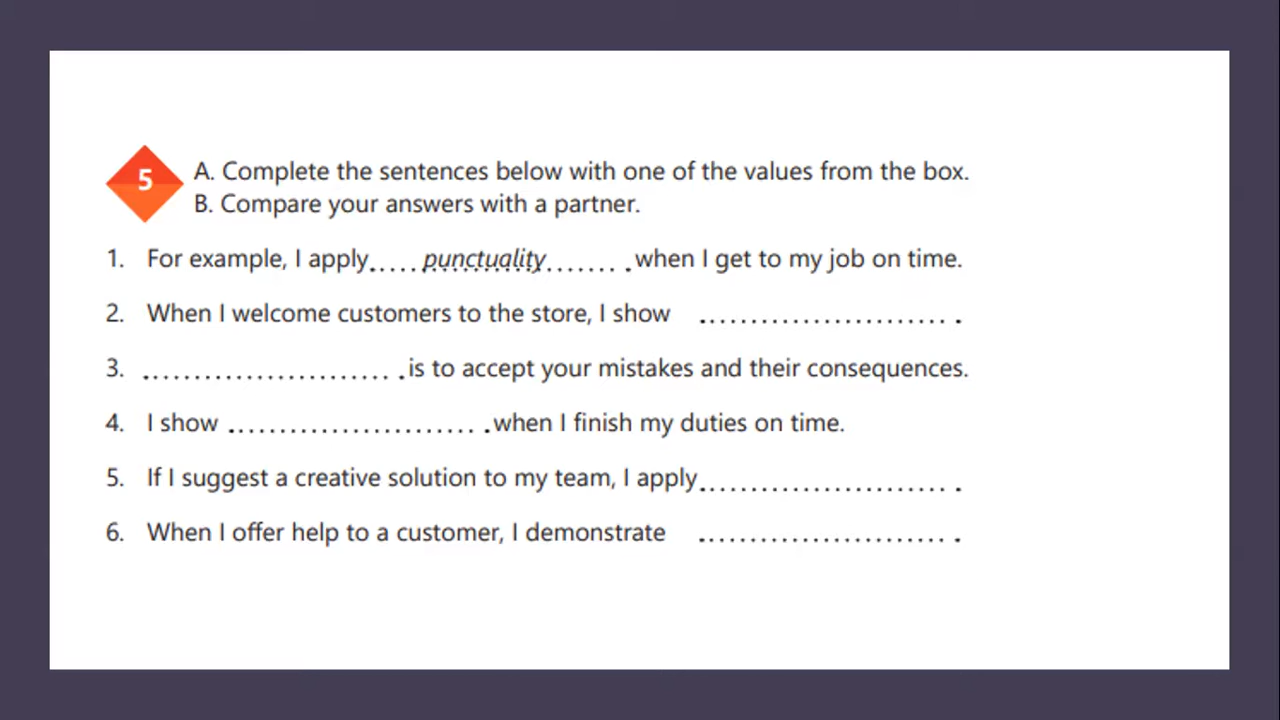 5
A. Complete the sentences below with one of the values from the box.
B. Compare your answers with a partner.
1. For example, I apply.....punctuality....... .when I get to my job on time.
2. When I welcome customers to the store, I show ........................ .
3. ........................ .is to accept your mistakes and their consequences.
4. I show ........................ .when I finish my duties on time.
5. If I suggest a creative solution to my team, I apply........................ .
6. When I offer help to a customer, I demonstrate ........................ .